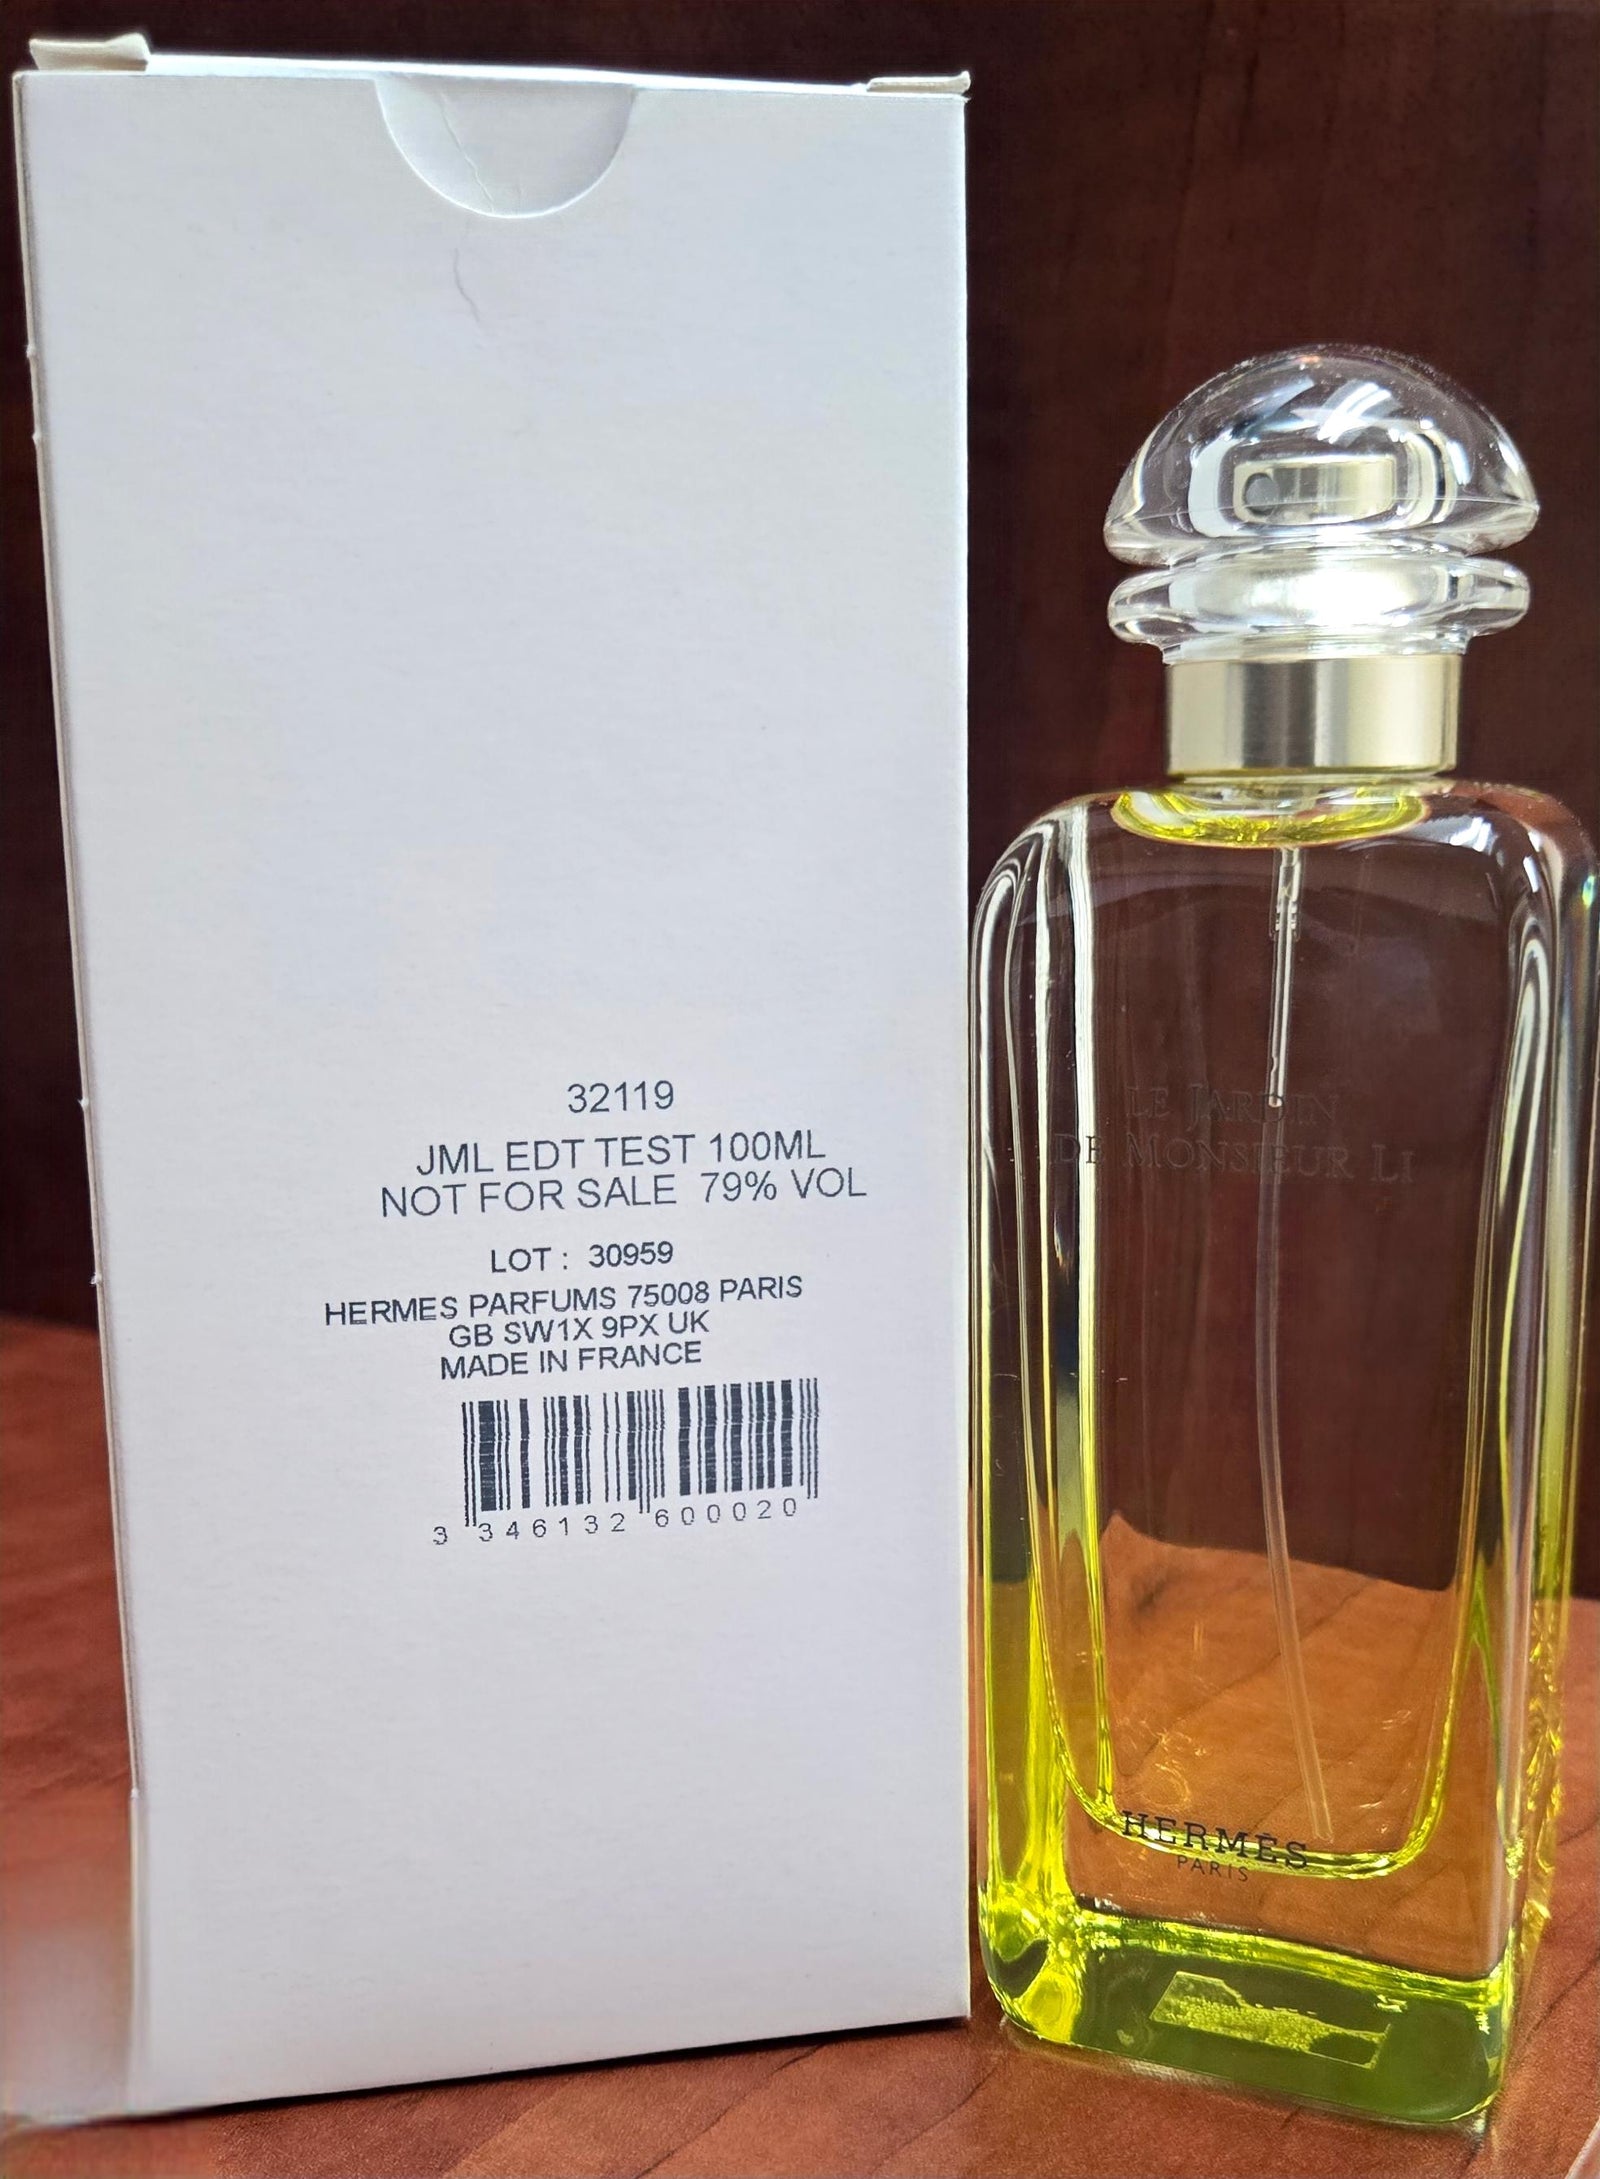 32119
JML EDT TEST 100ML
NOT FOR SALE 79% VOL
LOT : 30959
HERMES PARFUMS 75008 PARIS
GB SW1X 9PX UK
MADE IN FRANCE
3 346132 600020
LE JARDIN
DE MONSIEUR LI
HERMÈS
PARIS